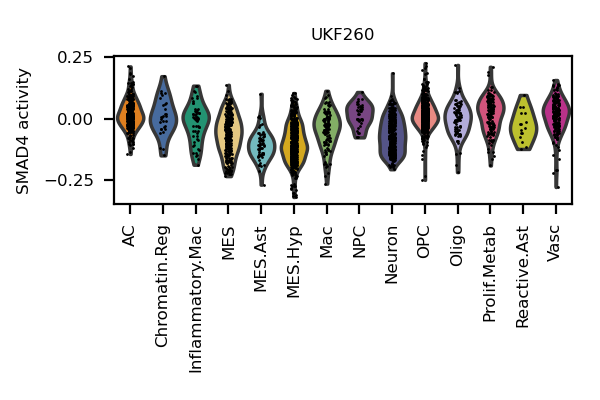 UKF260
SMAD4 activity
0.25
0.00
−0.25
AC
Chromatin.Reg
Inflammatory.Mac
MES
MES.Ast
MES.Hyp
Mac
NPC
Neuron
OPC
Oligo
Prolif.Metab
Reactive.Ast
Vasc